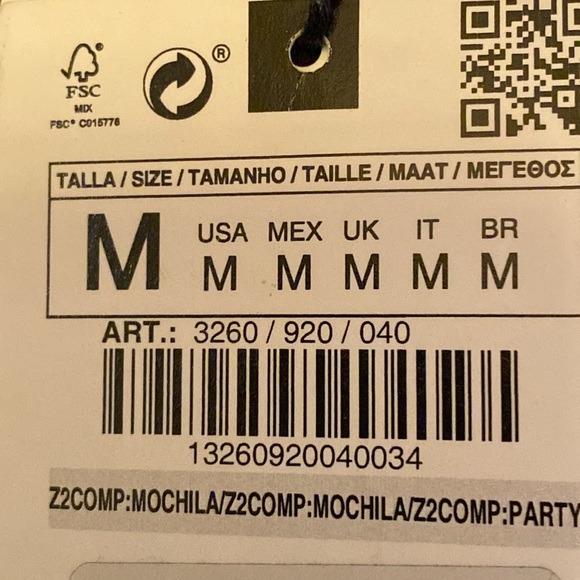 FSC
MIX
FSC® C015776
®
TALLA / SIZE / TAMANHO / TAILLE / MAAT / ΜΕΓΕΘΟΣ
M
USA MEX UK IT BR
M M M M M
ART.: 3260 / 920 / 040
13260920040034
Z2COMP:MOCHILA/Z2COMP:MOCHILA/Z2COMP:PARTY